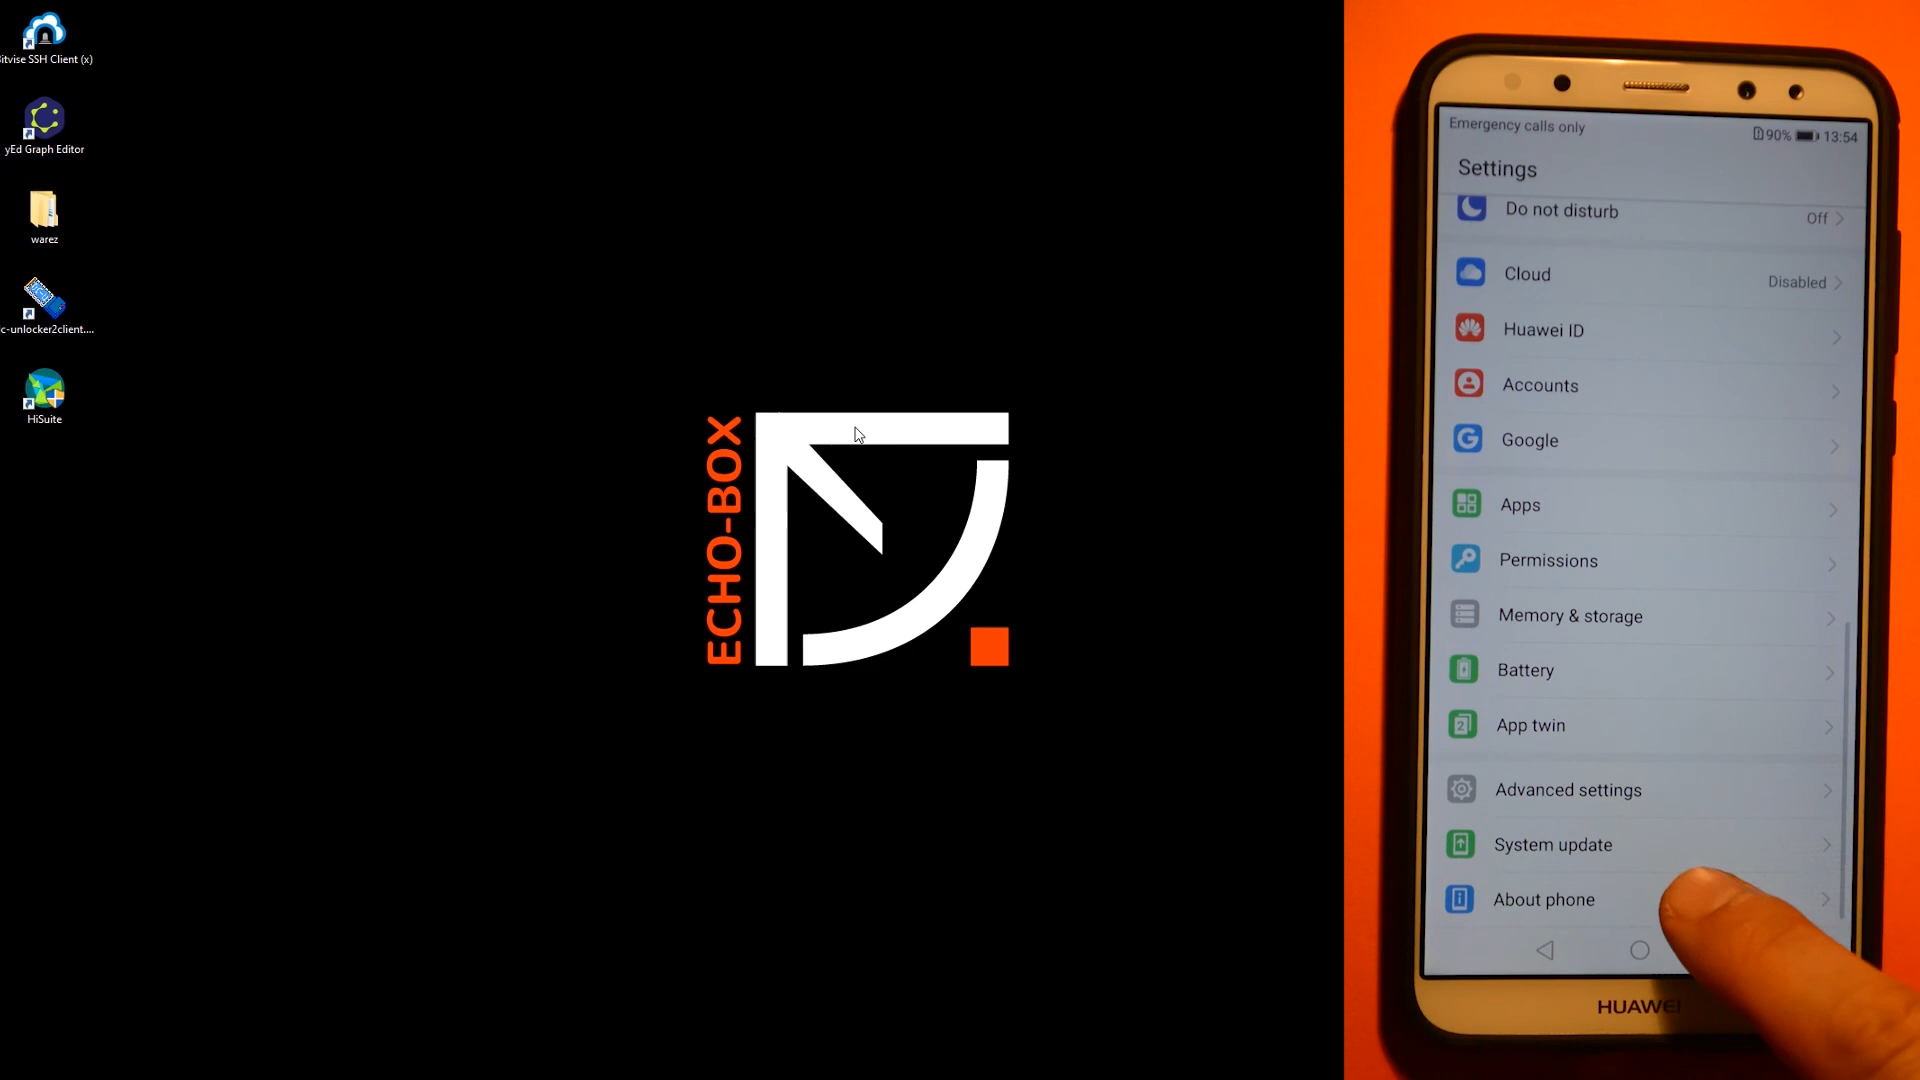 itvise SSH Client (x)
yEd Graph Editor
warez
c-unlocker2client....
HiSuite
ECHO-BOX
Emergency calls only
90%
13:54
Settings
Do not disturb
Off
Cloud
Disabled
Huawei ID
Accounts
Google
Apps
Permissions
Memory & storage
Battery
App twin
Advanced settings
System update
About phone
HUAWEI